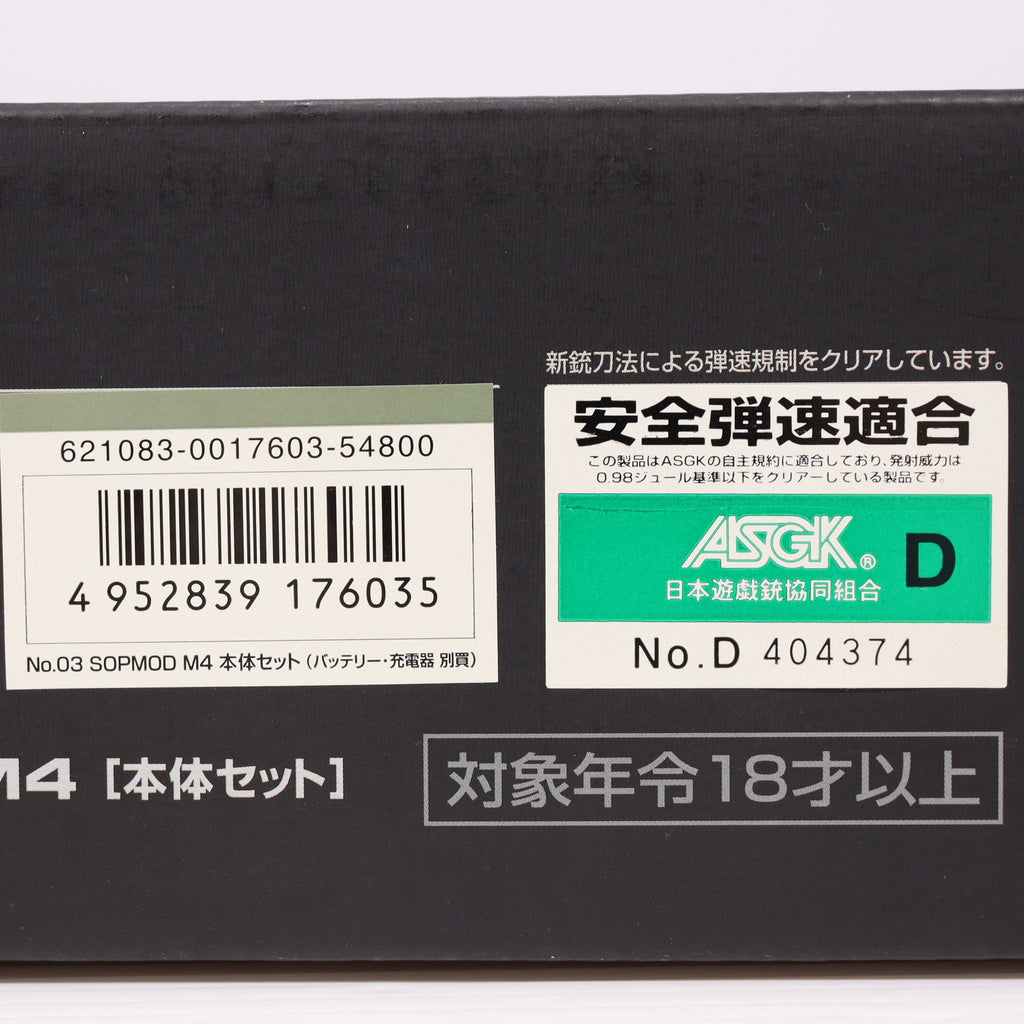 新銃刀法による弾速規制をクリアしています。
安全弾速適合
この製品はASGKの自主規約に適合しており、発射威力は
0.98ジュール基準以下をクリアーしている製品です。
ASGK®
日本遊戯銃協同組合
D
No.D 404374
621083-0017603-54800
4 952839 176035
No.03 SOPMOD M4 本体セット（バッテリー・充電器 別買）
M4 [本体セット]
対象年令18才以上